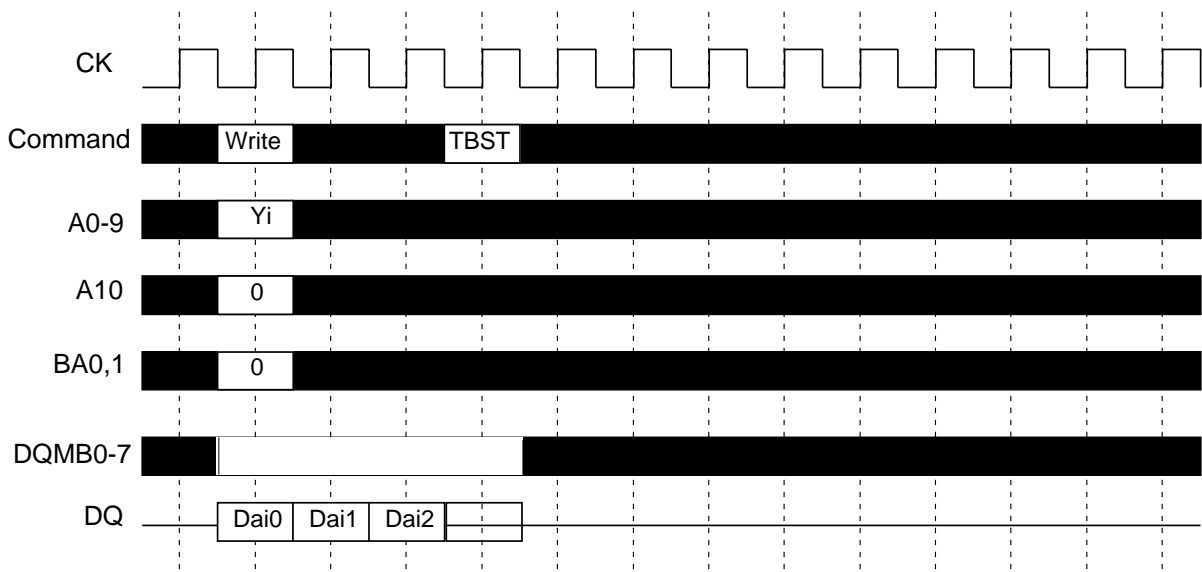 CK
Command Write TBST
A0-9 Yi
A10 0
BA0,1 0
DQMB0-7
DQ Dai0 Dai1 Dai2